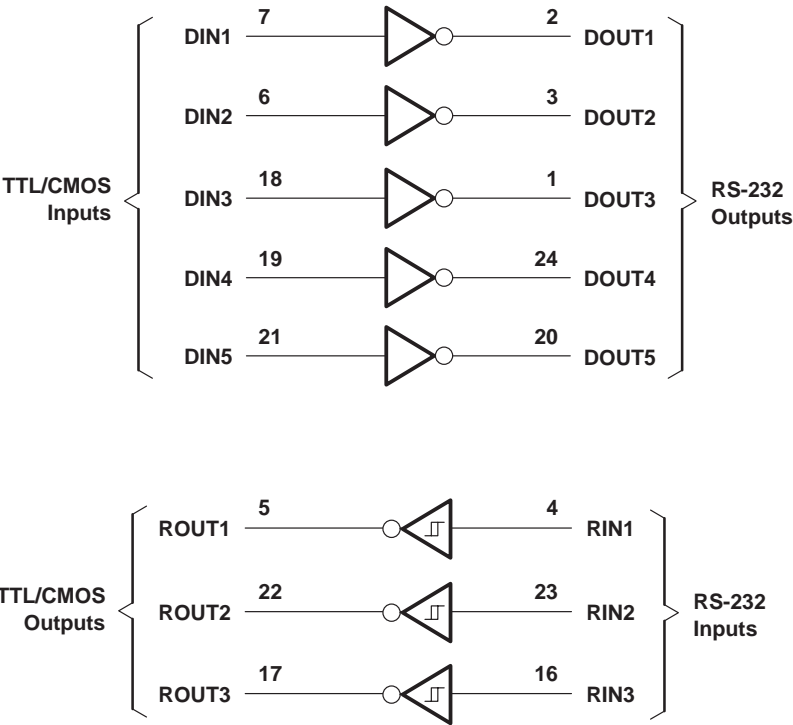 7 2
DIN1 DOUT1
6 3
DIN2 DOUT2
18 1
TTL/CMOS
Inputs
DIN3 DOUT3
RS-232
Outputs
19 24
DIN4 DOUT4
21 20
DIN5 DOUT5
5 4
ROUT1 RIN1
22 23
TTL/CMOS
Outputs
ROUT2 RIN2
RS-232
Inputs
17 16
ROUT3 RIN3